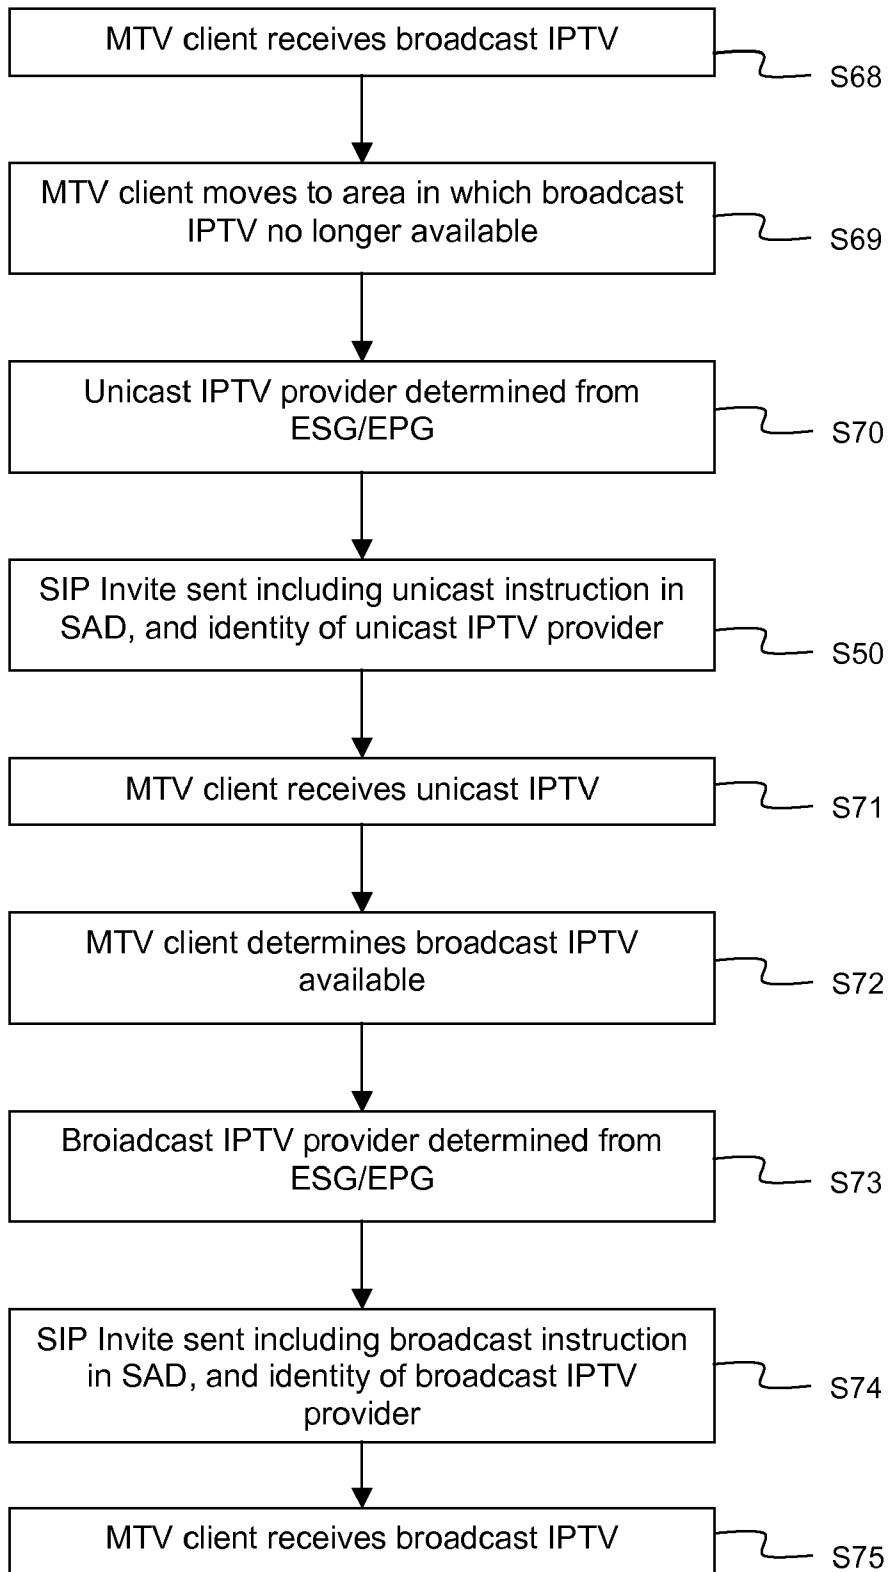 MTV client receives broadcast IPTV
S68
MTV client moves to area in which broadcast
IPTV no longer available
S69
Unicast IPTV provider determined from
ESG/EPG
S70
SIP Invite sent including unicast instruction in
SAD, and identity of unicast IPTV provider
S50
MTV client receives unicast IPTV
S71
MTV client determines broadcast IPTV
available
S72
Broiadcast IPTV provider determined from
ESG/EPG
S73
SIP Invite sent including broadcast instruction
in SAD, and identity of broadcast IPTV
provider
S74
MTV client receives broadcast IPTV
S75